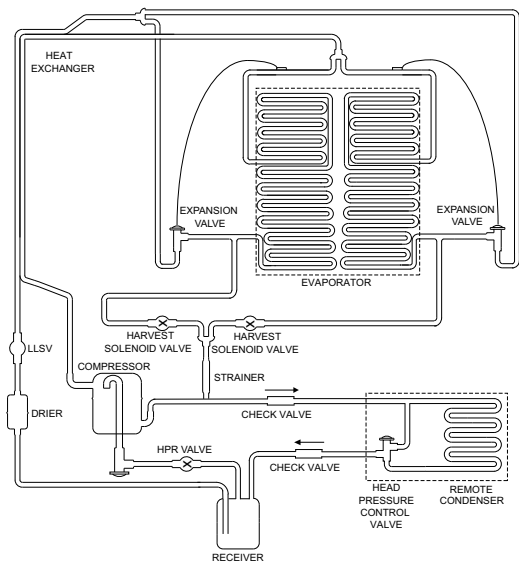 HEAT
EXCHANGER
EXPANSION
VALVE
EXPANSION
VALVE
EVAPORATOR
HARVEST
SOLENOID VALVE
HARVEST
SOLENOID VALVE
LLSV
COMPRESSOR
STRAINER
DRIER
CHECK VALVE
HPR VALVE
CHECK VALVE
HEAD
PRESSURE
CONTROL
VALVE
REMOTE
CONDENSER
RECEIVER